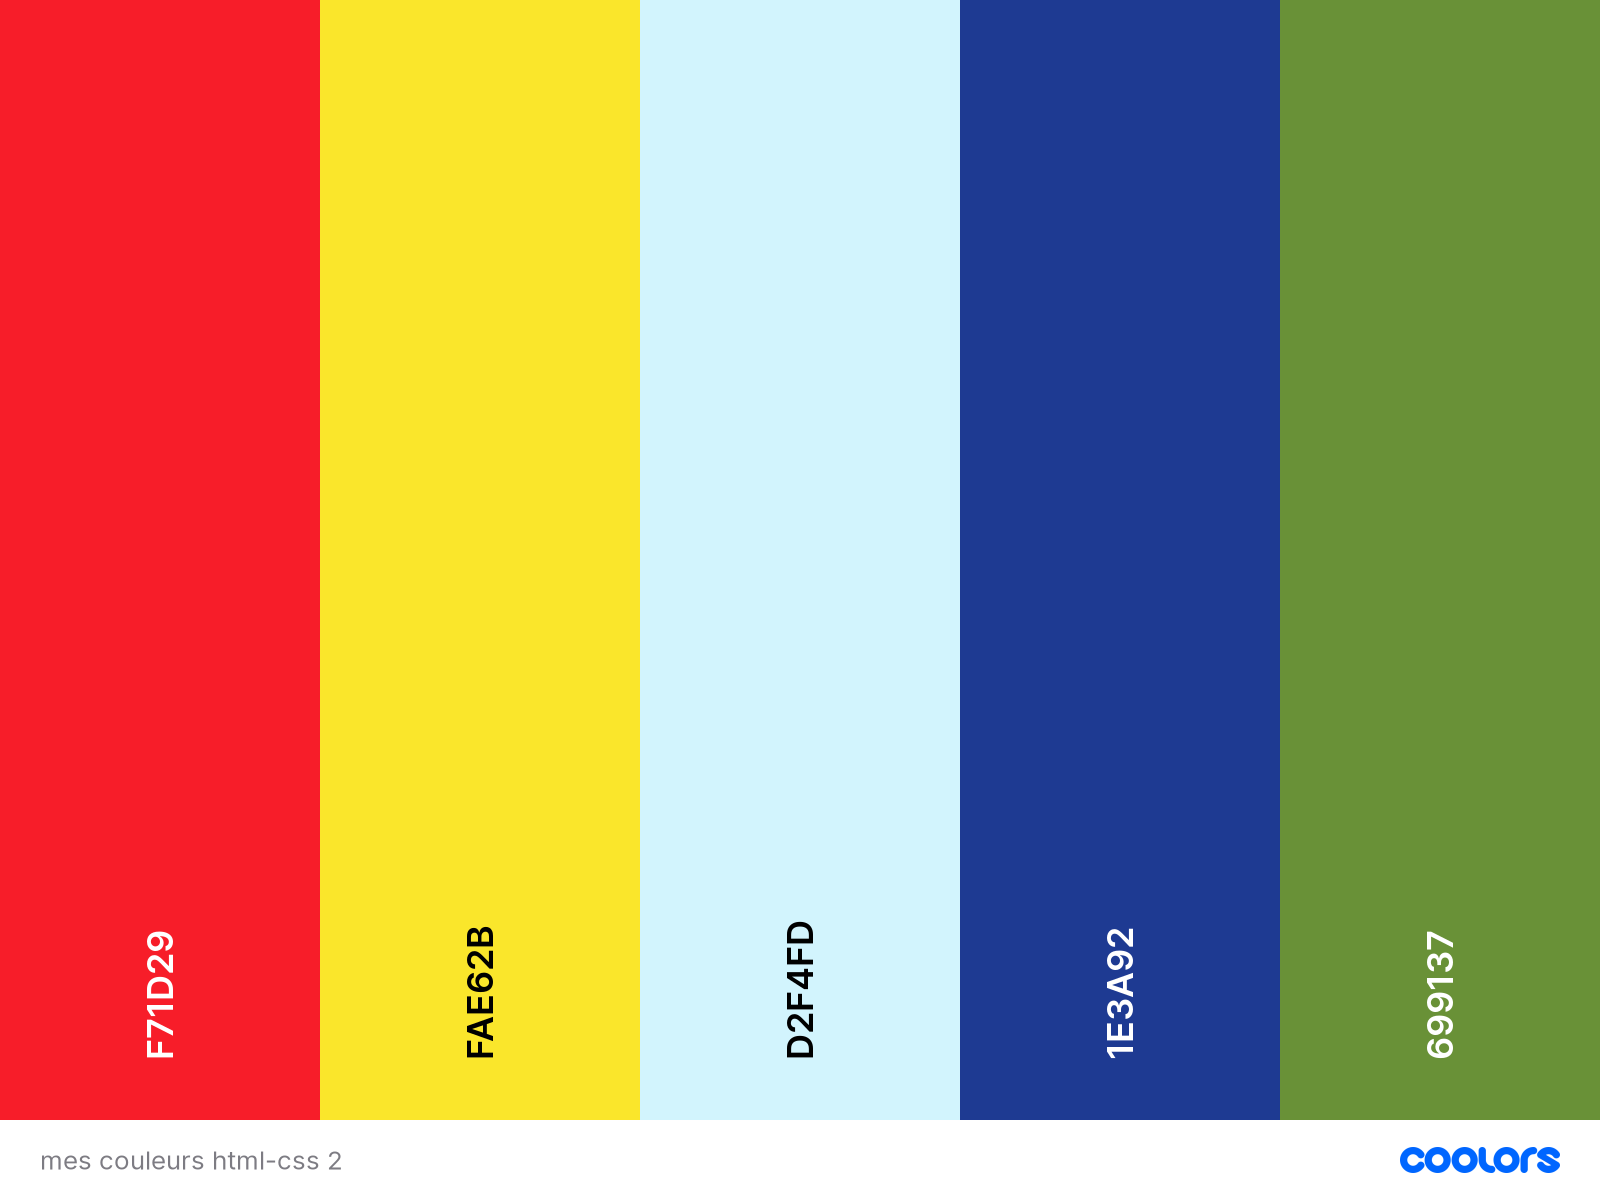 F71D29
FAE62B
D2F4FD
1E3A92
699137
mes couleurs html-css 2
coolors